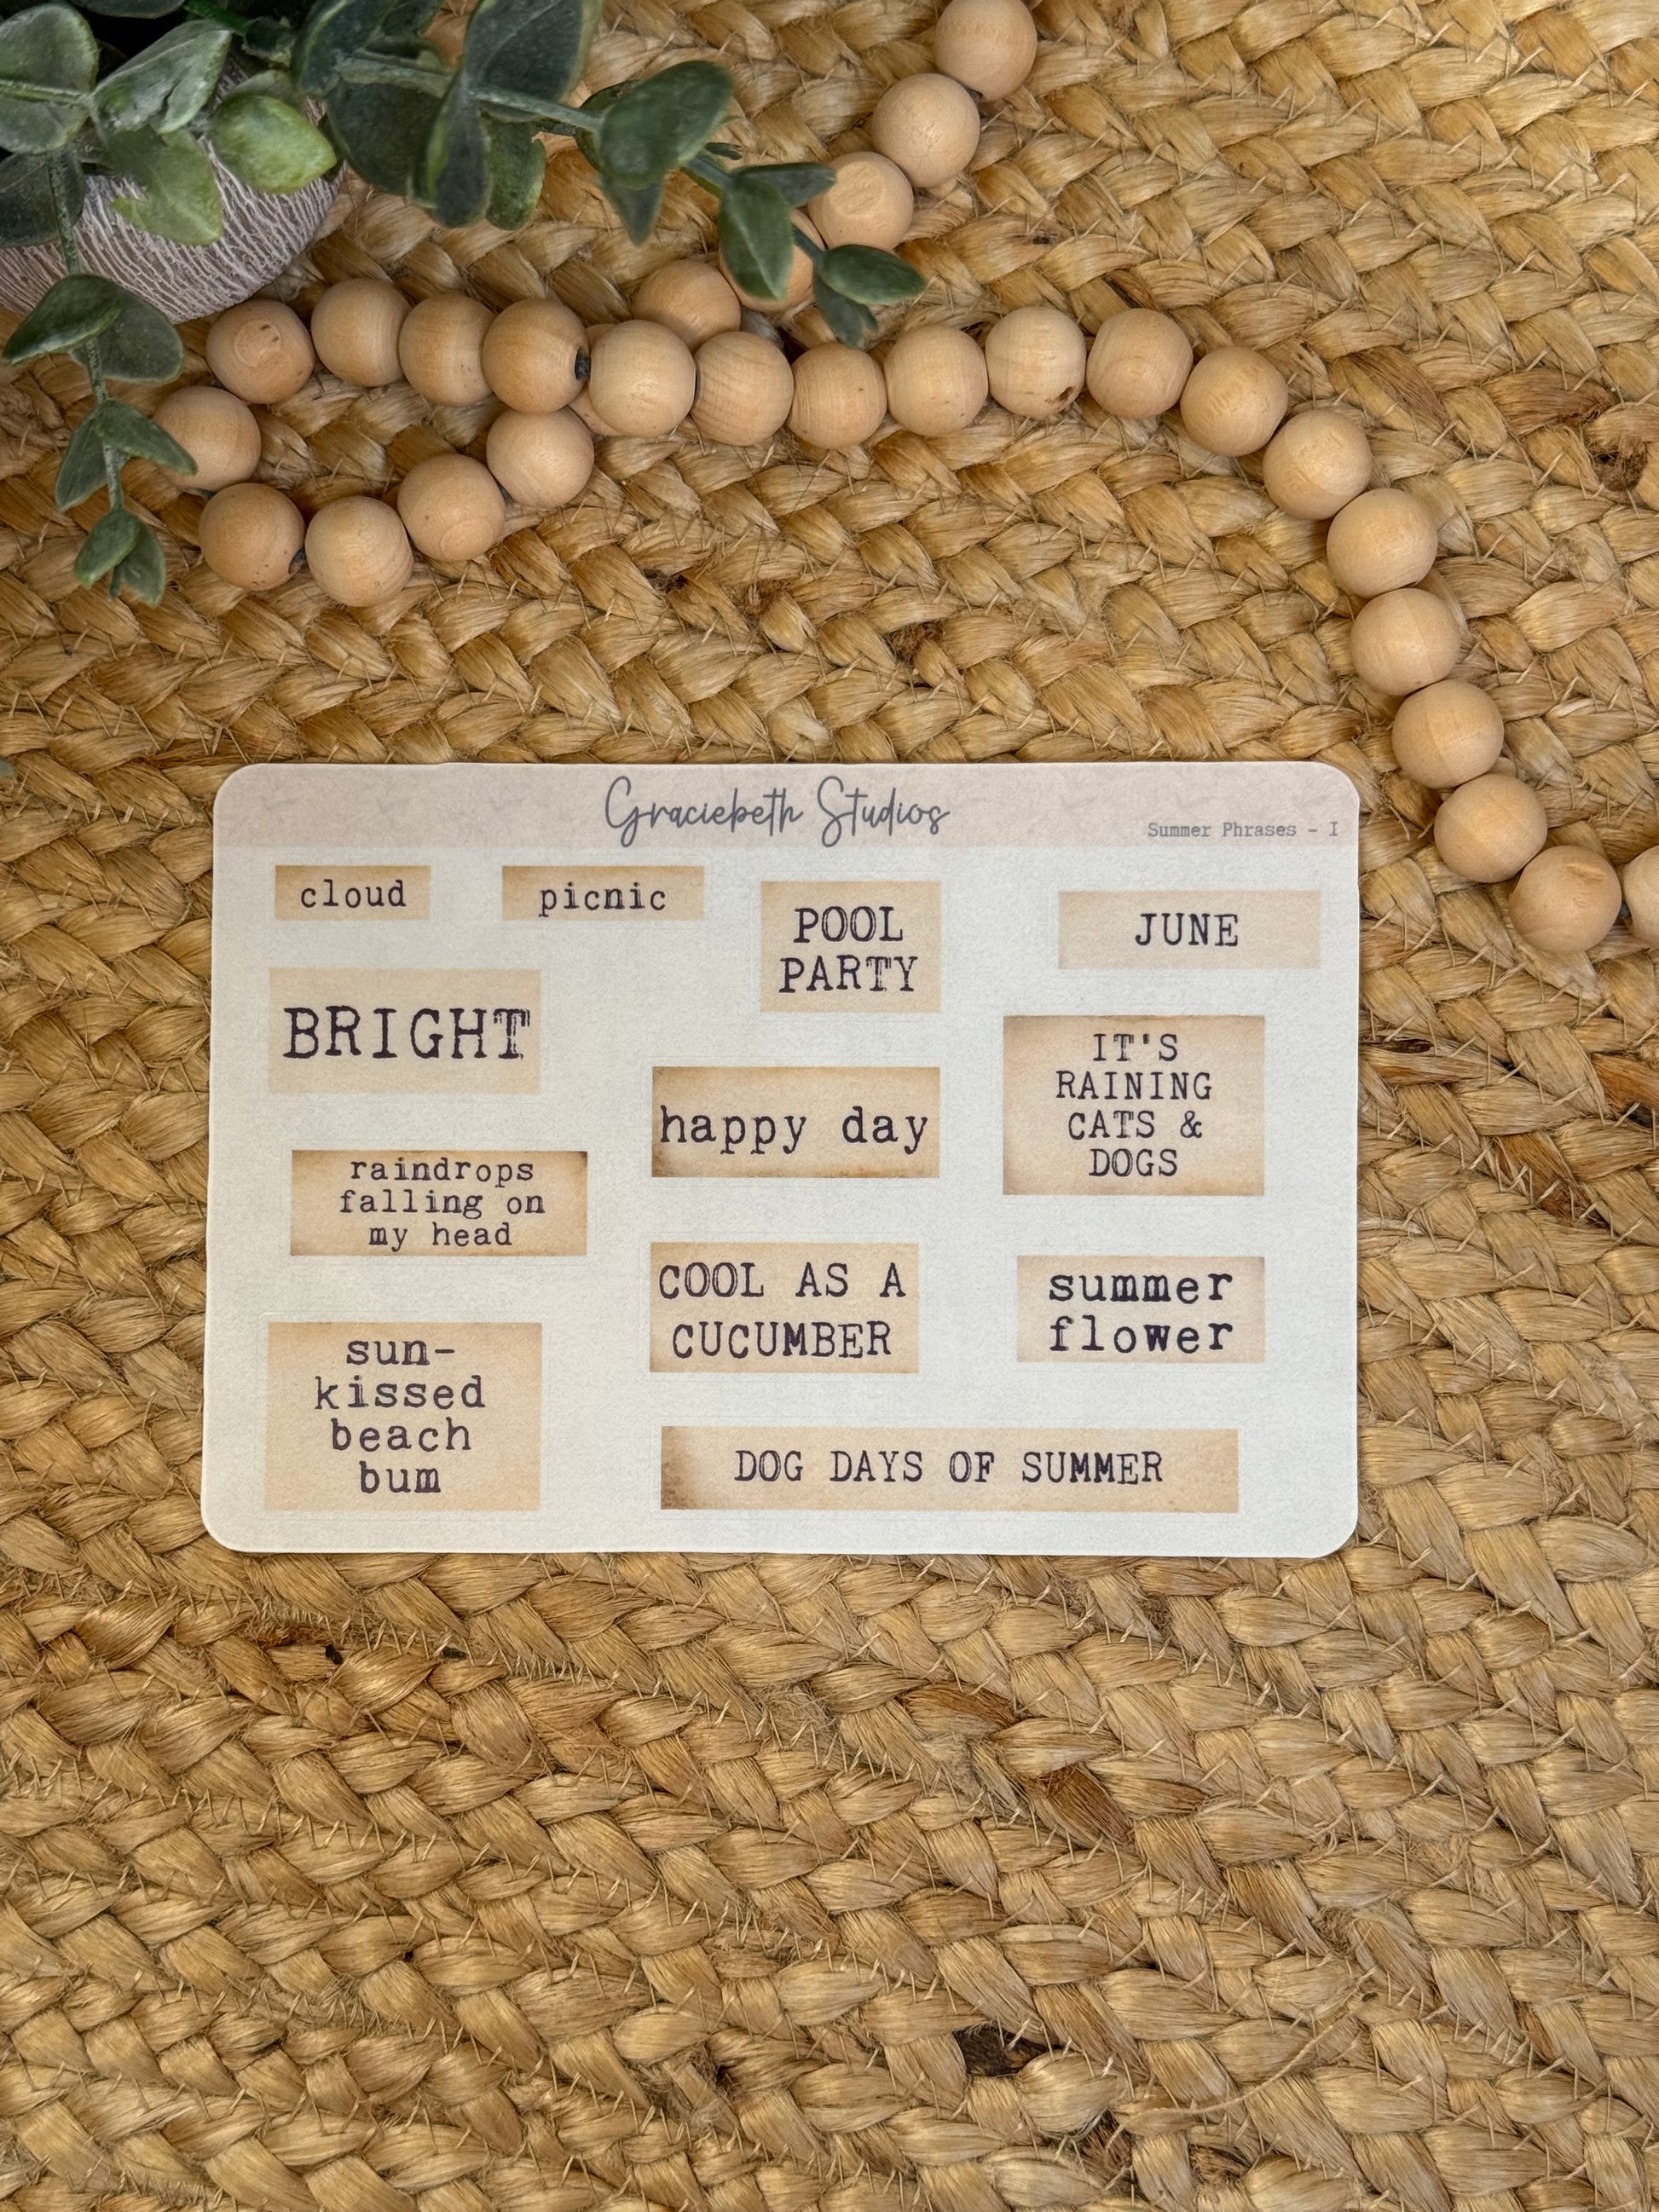 Graciebeth Studios
Summer Phrases - I
cloud
picnic
POOL
PARTY
JUNE
BRIGHT
happy day
IT'S
RAINING
CATS &
DOGS
raindrops
falling on
my head
COOL AS A
CUCUMBER
summer
flower
sun-
kissed
beach
bum
DOG DAYS OF SUMMER